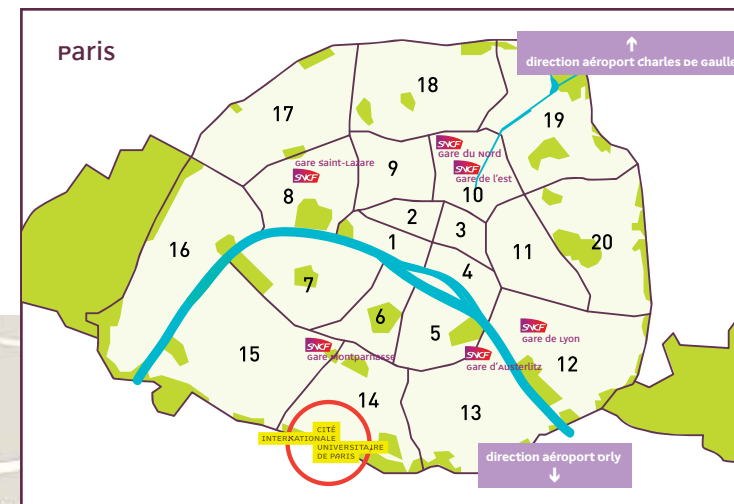 Paris
direction aéroport Charles de Gaulle
18
17
19
SNCF
gare du Nord
gare Saint-Lazare
SNCF
9
SNCF
gare de l'est
8
10
2
3
20
16
1
11
4
7
6
5
SNCF
gare de Lyon
15
SNCF
gare Montparnasse
SNCF
gare d'Austerlitz
12
14
13
CITÉ
INTERNATIONALE
UNIVERSITAIRE
DE PARIS
direction aéroport orly